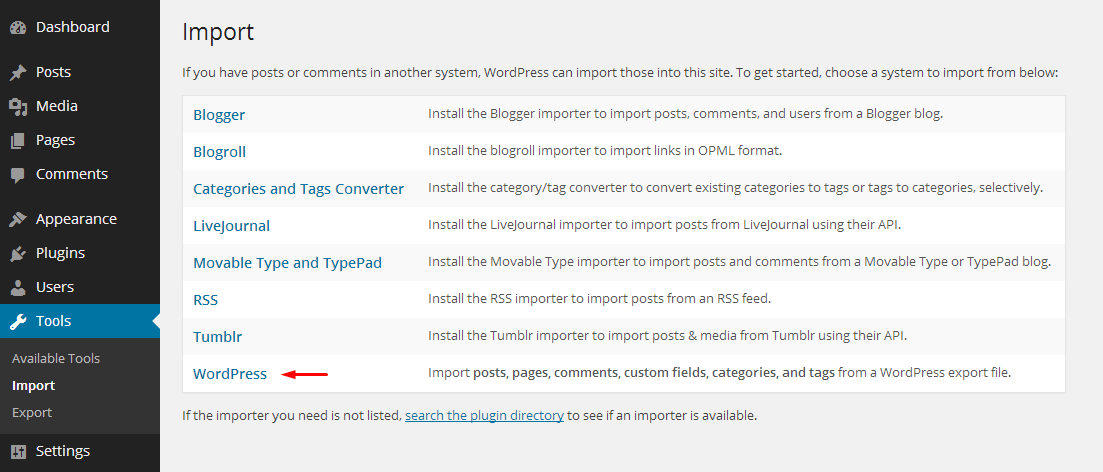 Dashboard
Posts
Media
Pages
Comments
Appearance
Plugins
Users
Tools
Available Tools
Import
Export
Settings
Import
If you have posts or comments in another system, WordPress can import those into this site. To get started, choose a system to import from below:
Blogger Install the Blogger importer to import posts, comments, and users from a Blogger blog.
Blogroll Install the blogroll importer to import links in OPML format.
Categories and Tags Converter Install the category/tag converter to convert existing categories to tags or tags to categories, selectively.
LiveJournal Install the LiveJournal importer to import posts from LiveJournal using their API.
Movable Type and TypePad Install the Movable Type importer to import posts and comments from a Movable Type or TypePad blog.
RSS Install the RSS importer to import posts from an RSS feed.
Tumblr Install the Tumblr importer to import posts & media from Tumblr using their API.
WordPress Import posts, pages, comments, custom fields, categories, and tags from a WordPress export file.
If the importer you need is not listed, search the plugin directory to see if an importer is available.